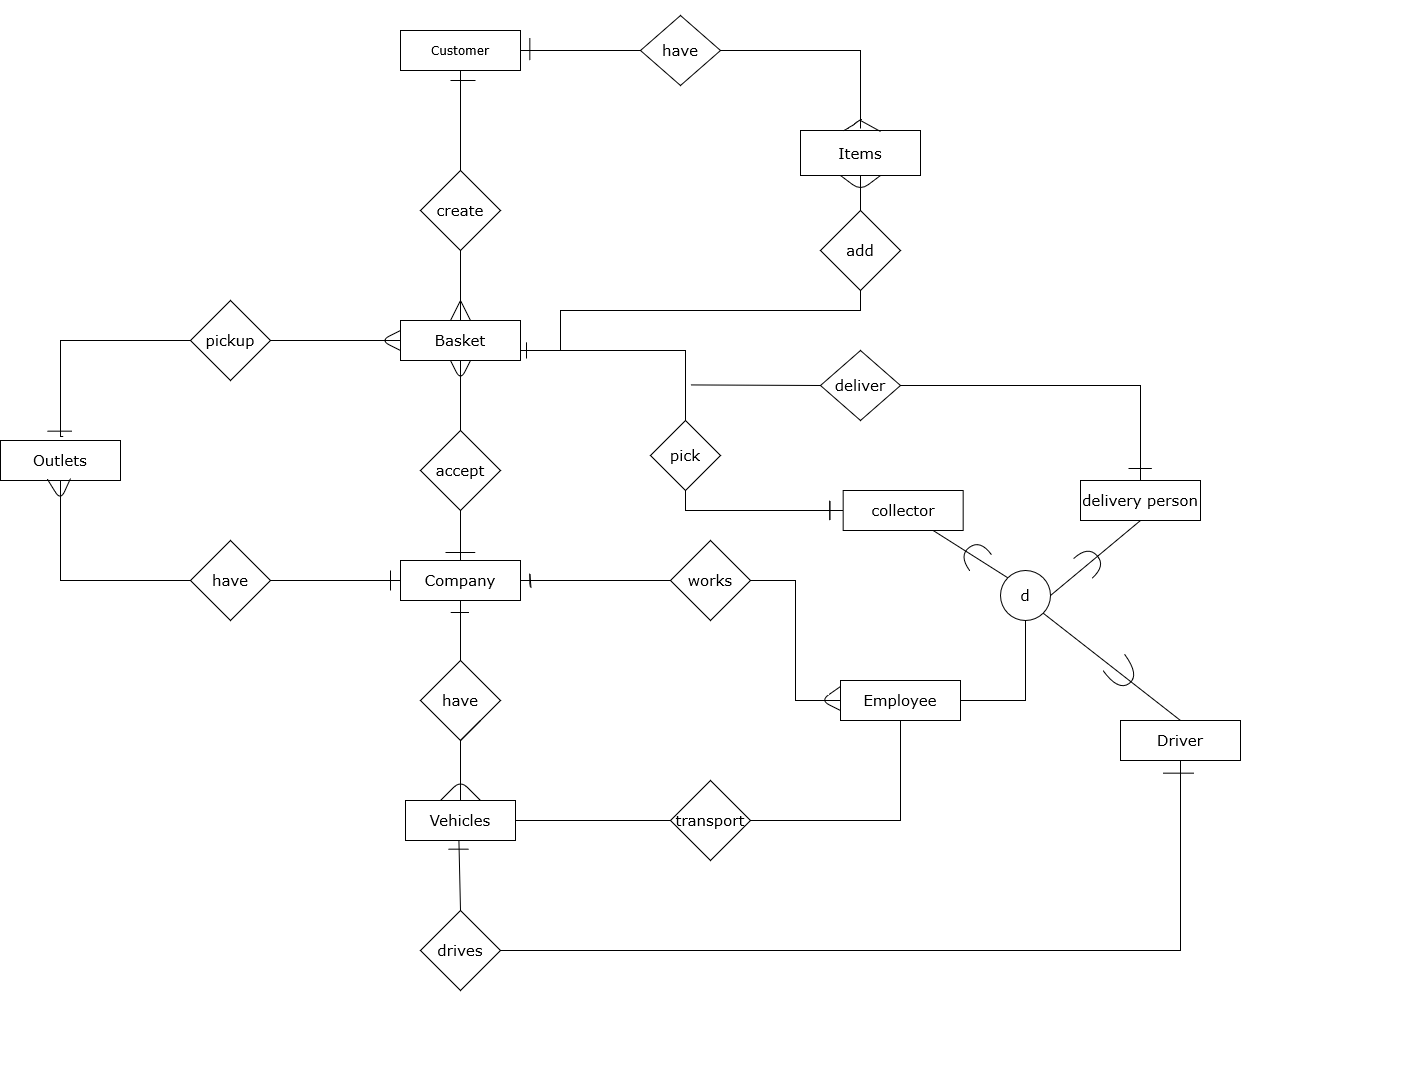 Customer
have
Items
create
add
pickup
Basket
deliver
pick
Outlets
accept
collector
delivery person
have
Company
works
d
have
Employee
Driver
Vehicles
transport
drives